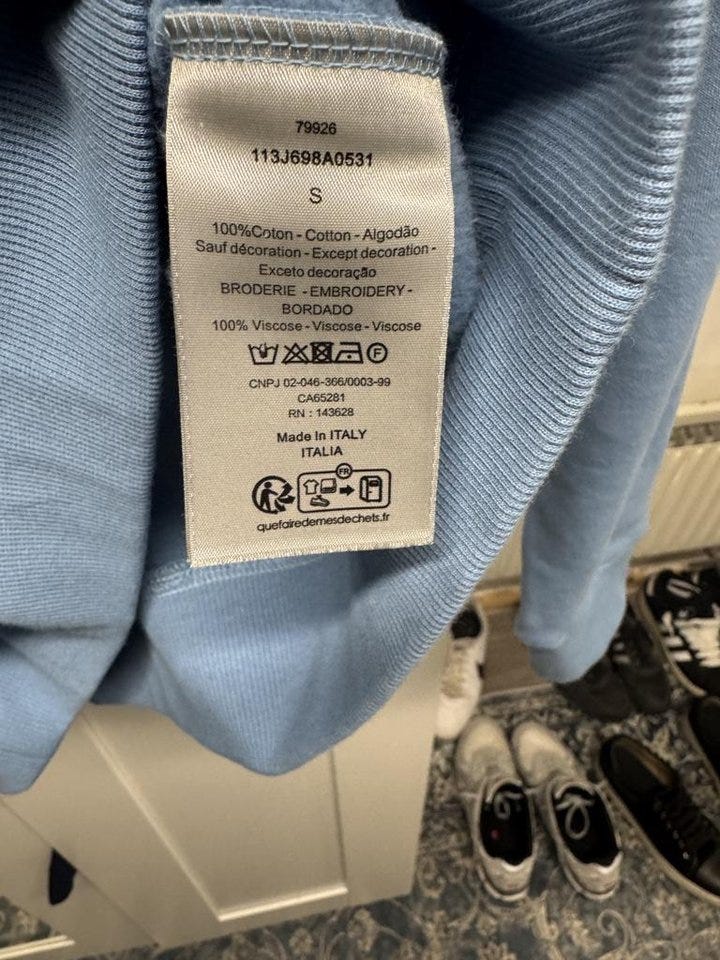 79926
113J698A0531
S
100%Coton - Cotton - Algodão
Sauf décoration - Except decoration -
Exceto decoração
BRODERIE - EMBROIDERY -
BORDADO
100% Viscose - Viscose - Viscose
F
CNPJ 02-046-366/0003-99
CA65281
RN : 143628
Made In ITALY
ITALIA
FR
quefairedemesdechets.fr